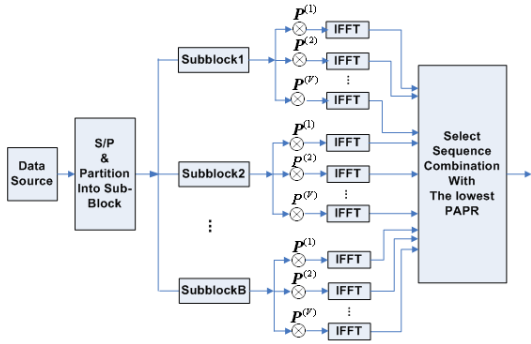 Data
Source
S/P
&
Partition
Into Sub-
Block
Subblock1
P(1)
IFFT
P(2)
IFFT
...
P(V)
IFFT
Subblock2
P(1)
IFFT
P(2)
IFFT
...
P(V)
IFFT
...
SubblockB
P(1)
IFFT
P(2)
IFFT
...
P(V)
IFFT
Select
Sequence
Combination
With
The lowest
PAPR